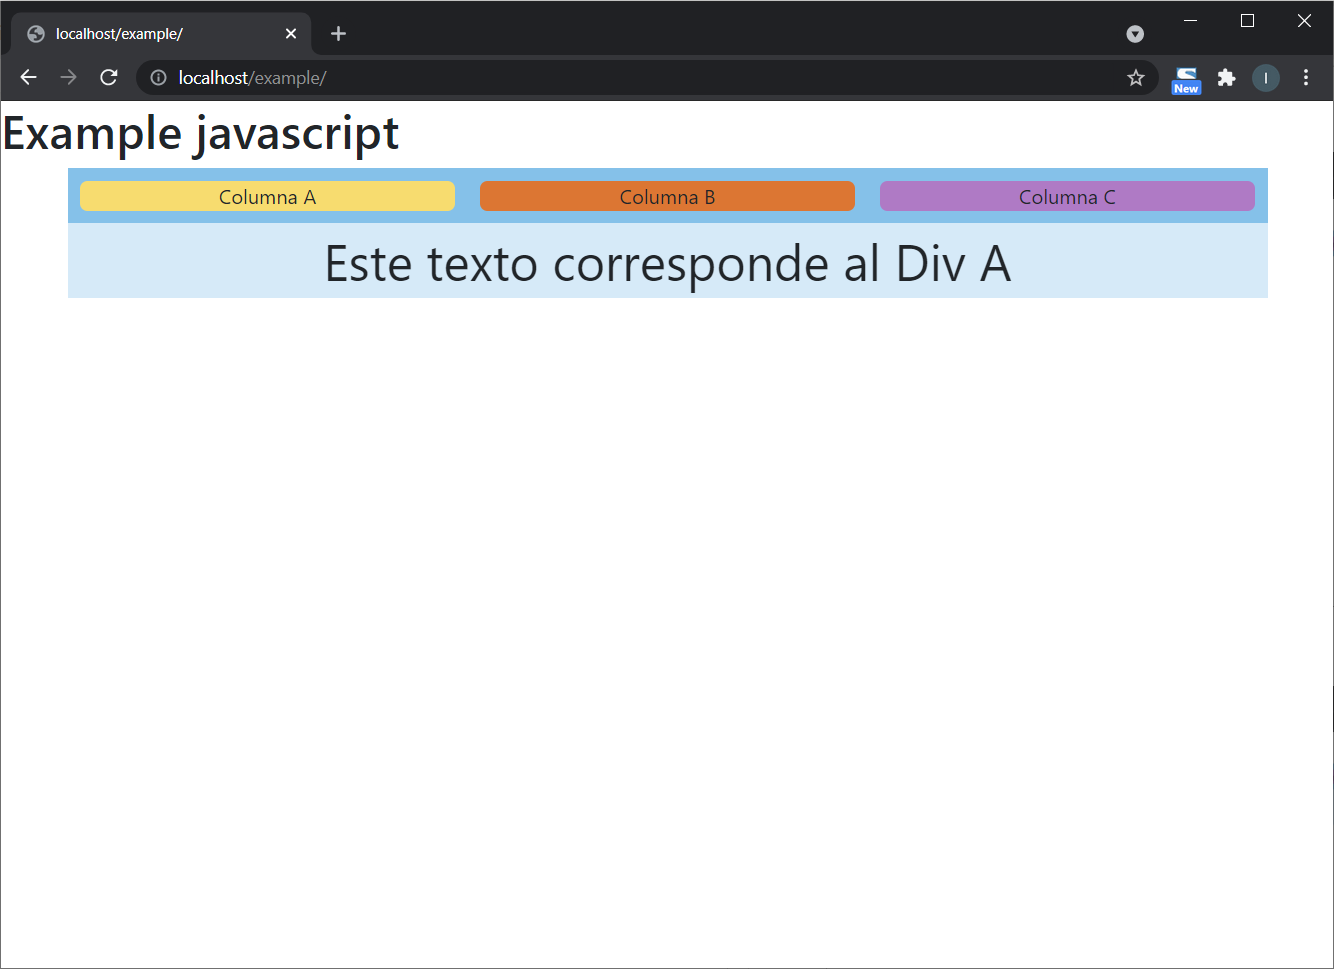 localhost/example/
localhost/example/
New
I
Example javascript
Columna A
Columna B
Columna C
Este texto corresponde al Div A